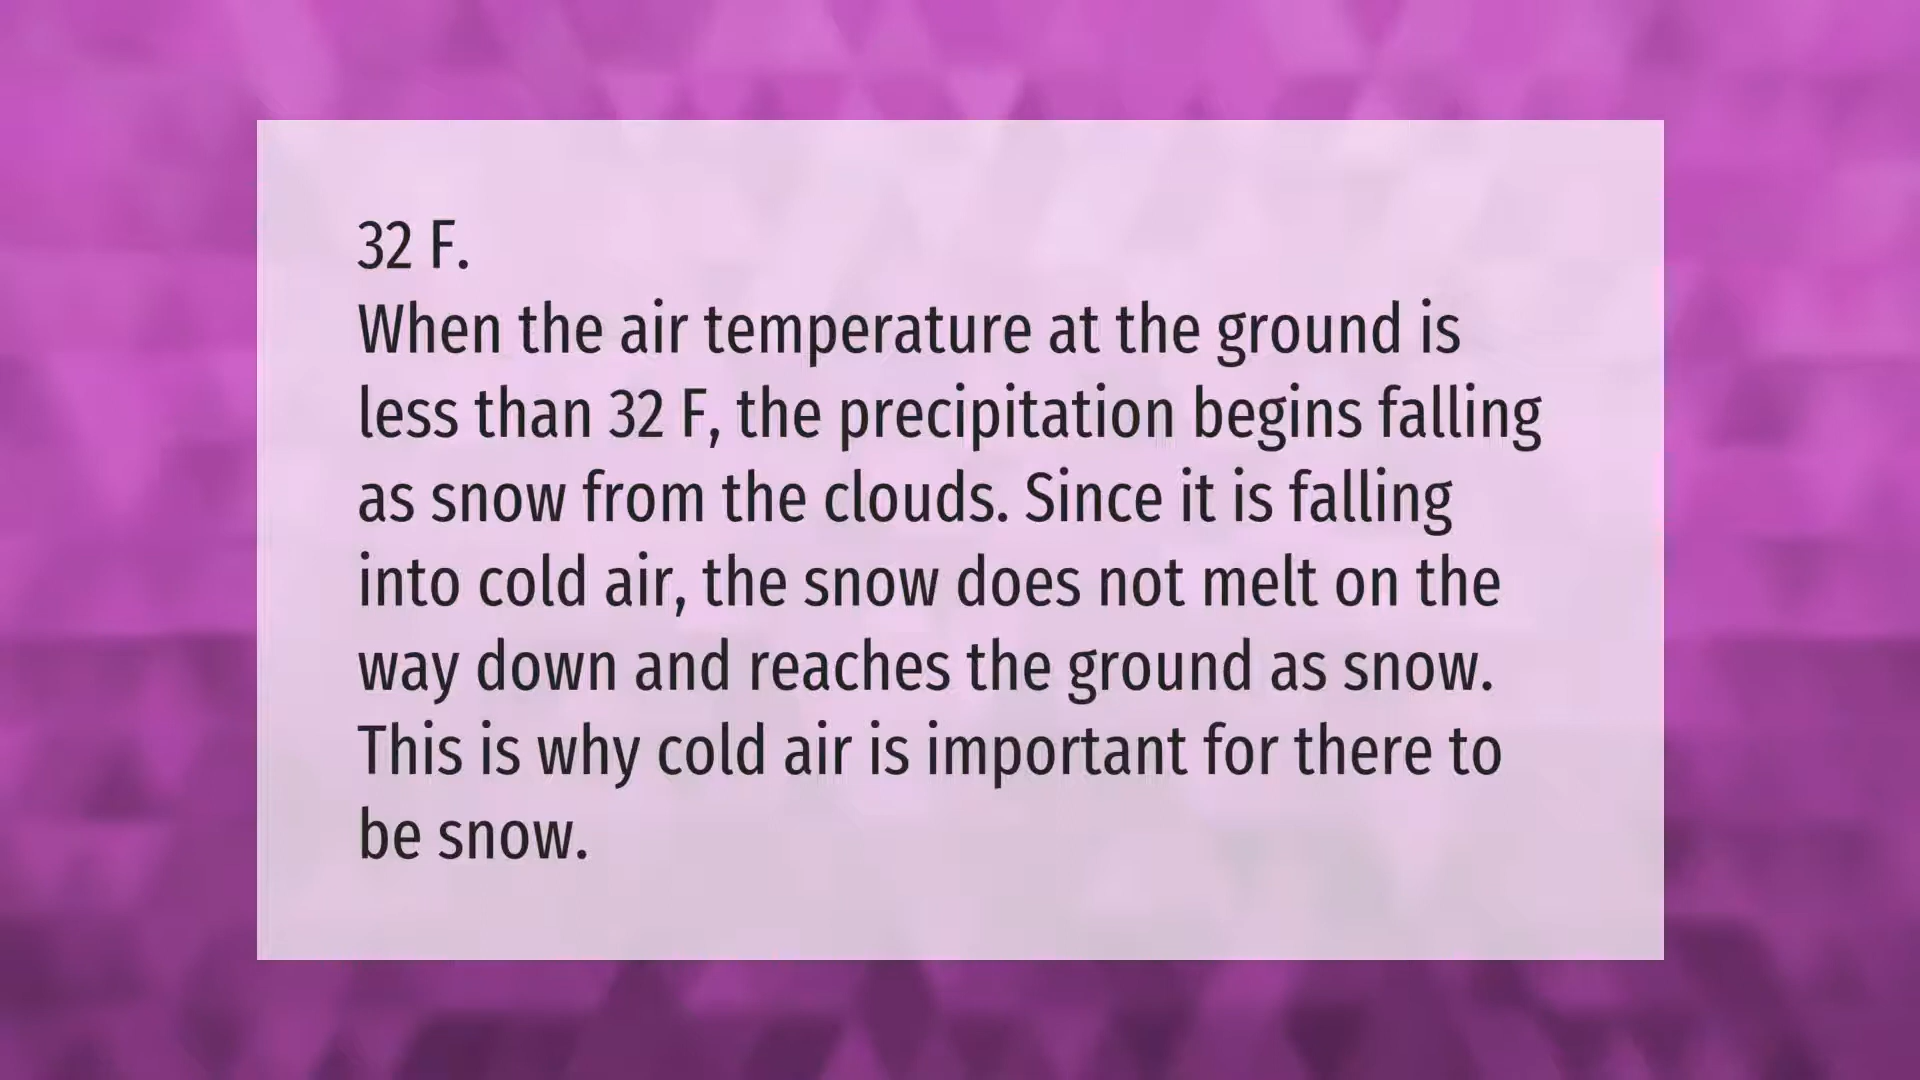 32 F.
When the air temperature at the ground is
less than 32 F, the precipitation begins falling
as snow from the clouds. Since it is falling
into cold air, the snow does not melt on the
way down and reaches the ground as snow.
This is why cold air is important for there to
be snow.